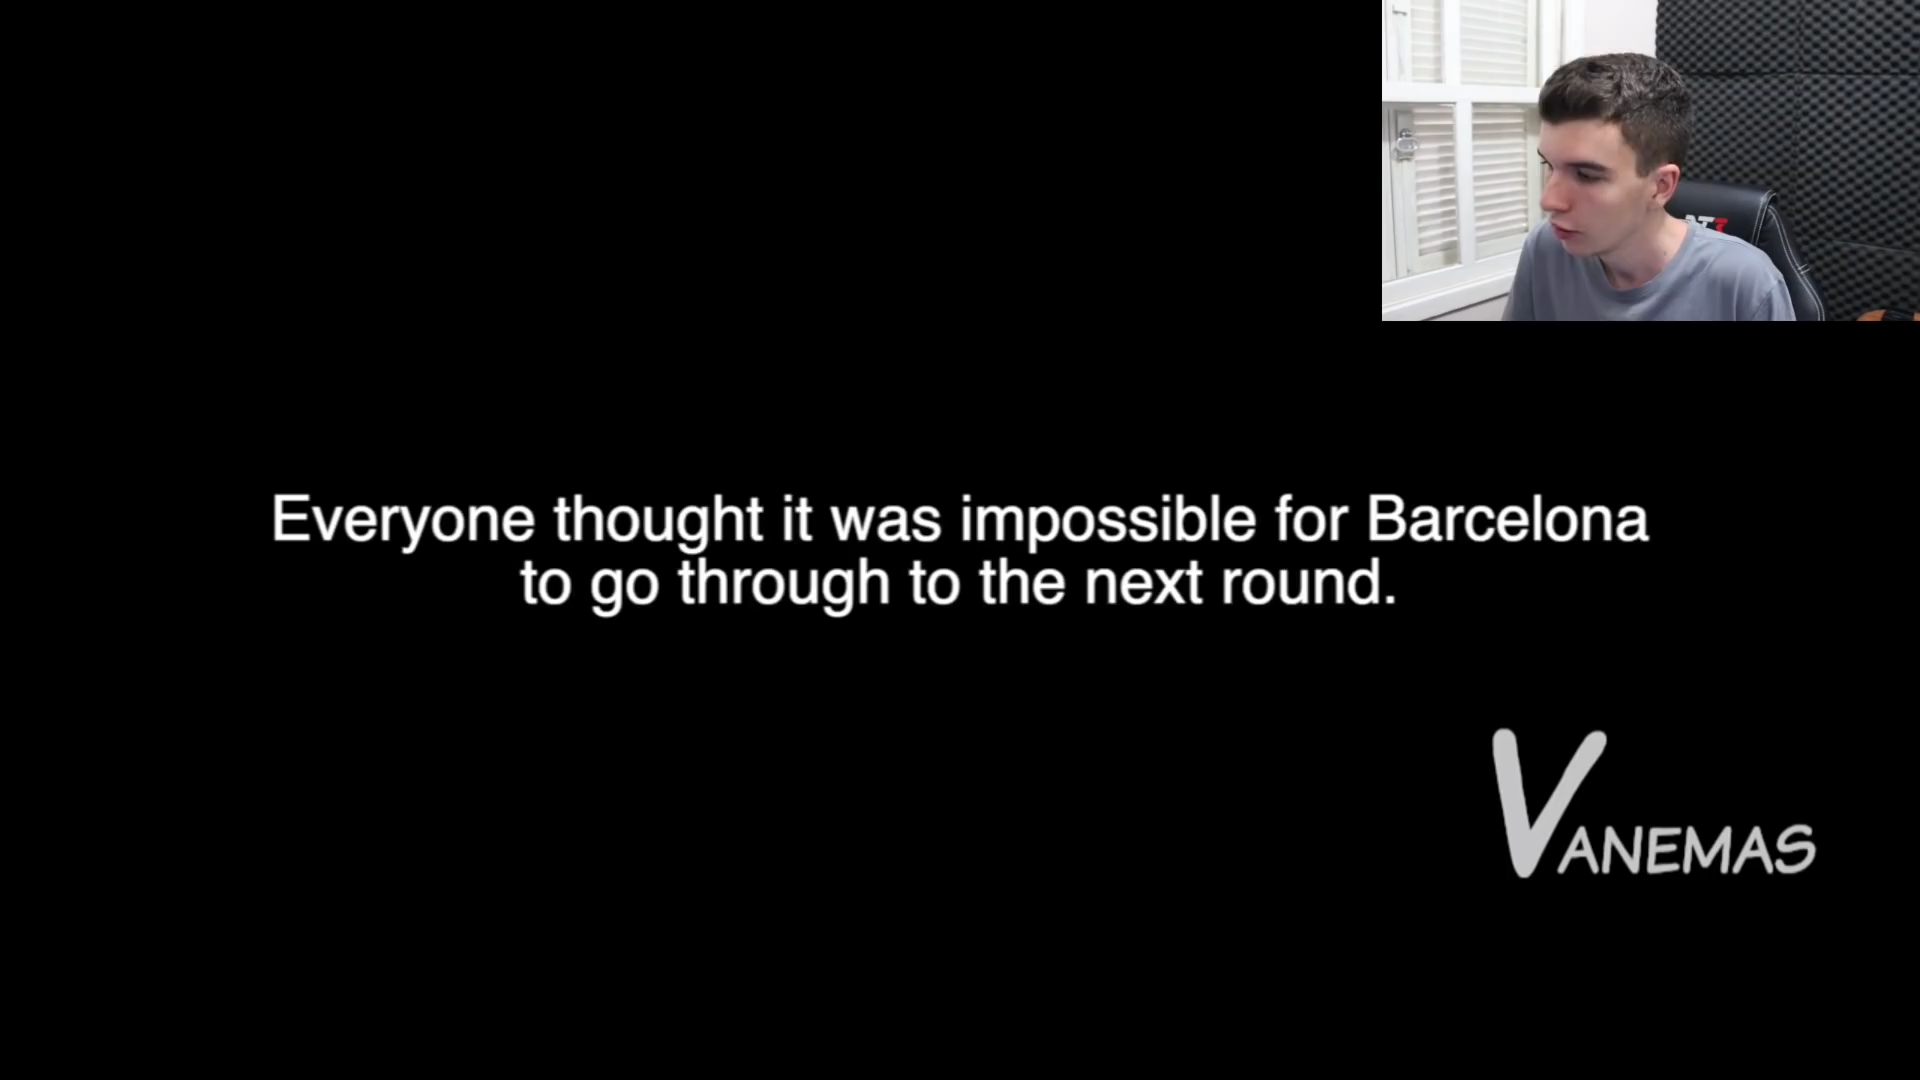 Everyone thought it was impossible for Barcelona
to go through to the next round.
VANEMAS